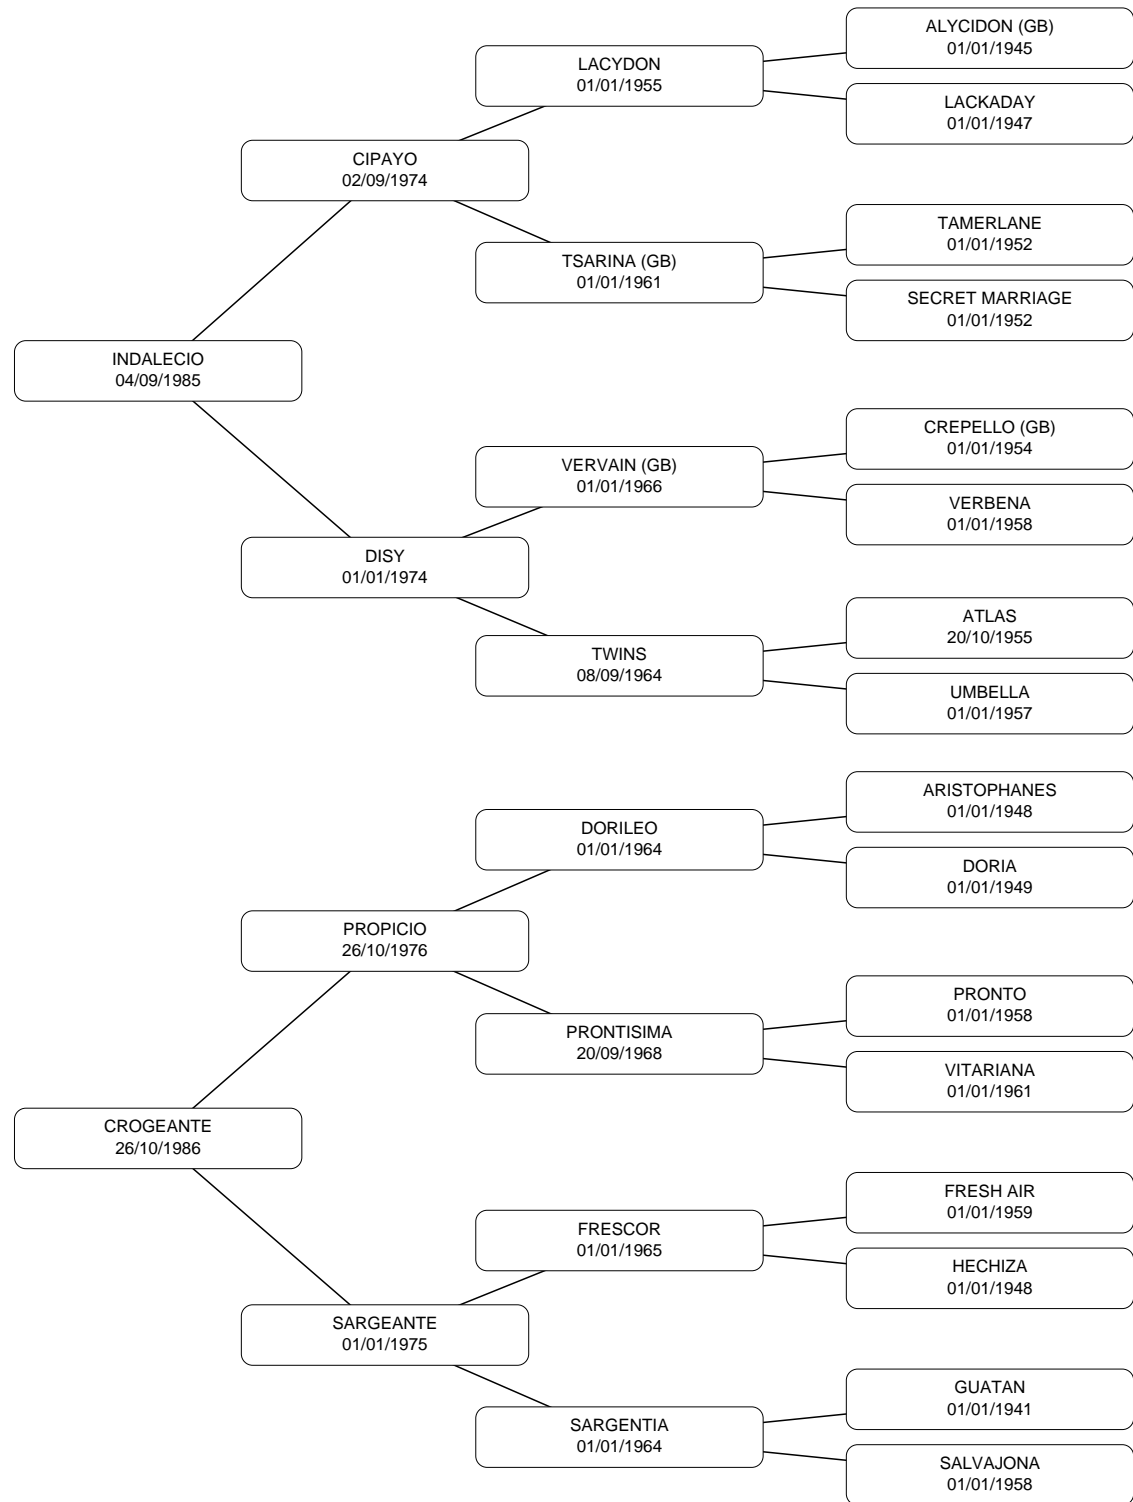 ALYCIDON (GB)
01/01/1945
LACYDON
01/01/1955
LACKADAY
01/01/1947
CIPAYO
02/09/1974
TAMERLANE
01/01/1952
TSARINA (GB)
01/01/1961
SECRET MARRIAGE
01/01/1952
INDALECIO
04/09/1985
CREPELLO (GB)
01/01/1954
VERVAIN (GB)
01/01/1966
VERBENA
01/01/1958
DISY
01/01/1974
ATLAS
20/10/1955
TWINS
08/09/1964
UMBELLA
01/01/1957
ARISTOPHANES
01/01/1948
DORILEO
01/01/1964
DORIA
01/01/1949
PROPICIO
26/10/1976
PRONTO
01/01/1958
PRONTISIMA
20/09/1968
VITARIANA
01/01/1961
CROGEANTE
26/10/1986
FRESH AIR
01/01/1959
FRESCOR
01/01/1965
HECHIZA
01/01/1948
SARGEANTE
01/01/1975
GUATAN
01/01/1941
SARGENTIA
01/01/1964
SALVAJONA
01/01/1958